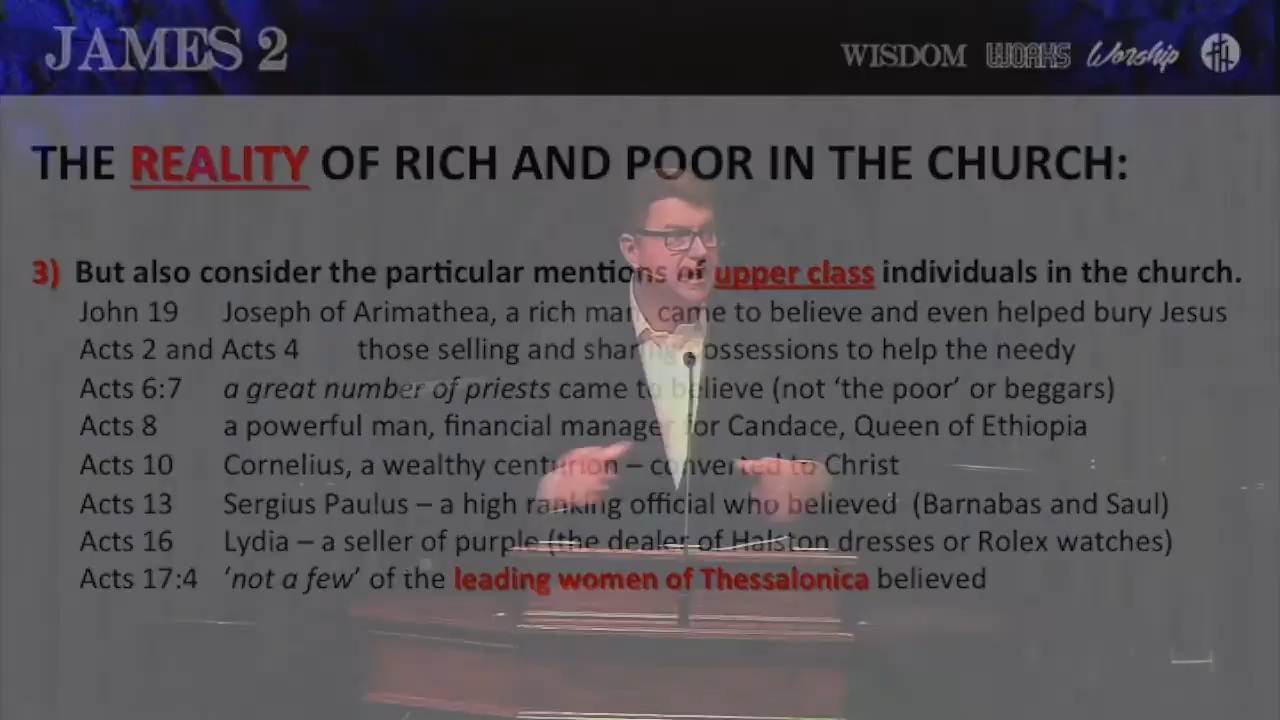 JAMES 2
WISDOM WORKS Worship
THE REALITY OF RICH AND POOR IN THE CHURCH:
3) But also consider the particular mentions of upper class individuals in the church.
John 19 Joseph of Arimathea, a rich man, came to believe and even helped bury Jesus
Acts 2 and Acts 4 those selling and sharing possessions to help the needy
Acts 6:7 a great number of priests came to believe (not ‘the poor’ or beggars)
Acts 8 a powerful man, financial manager for Candace, Queen of Ethiopia
Acts 10 Cornelius, a wealthy centurion – converted to Christ
Acts 13 Sergius Paulus – a high ranking official who believed (Barnabas and Saul)
Acts 16 Lydia – a seller of purple (the dealer of Halston dresses or Rolex watches)
Acts 17:4 ‘not a few’ of the leading women of Thessalonica believed